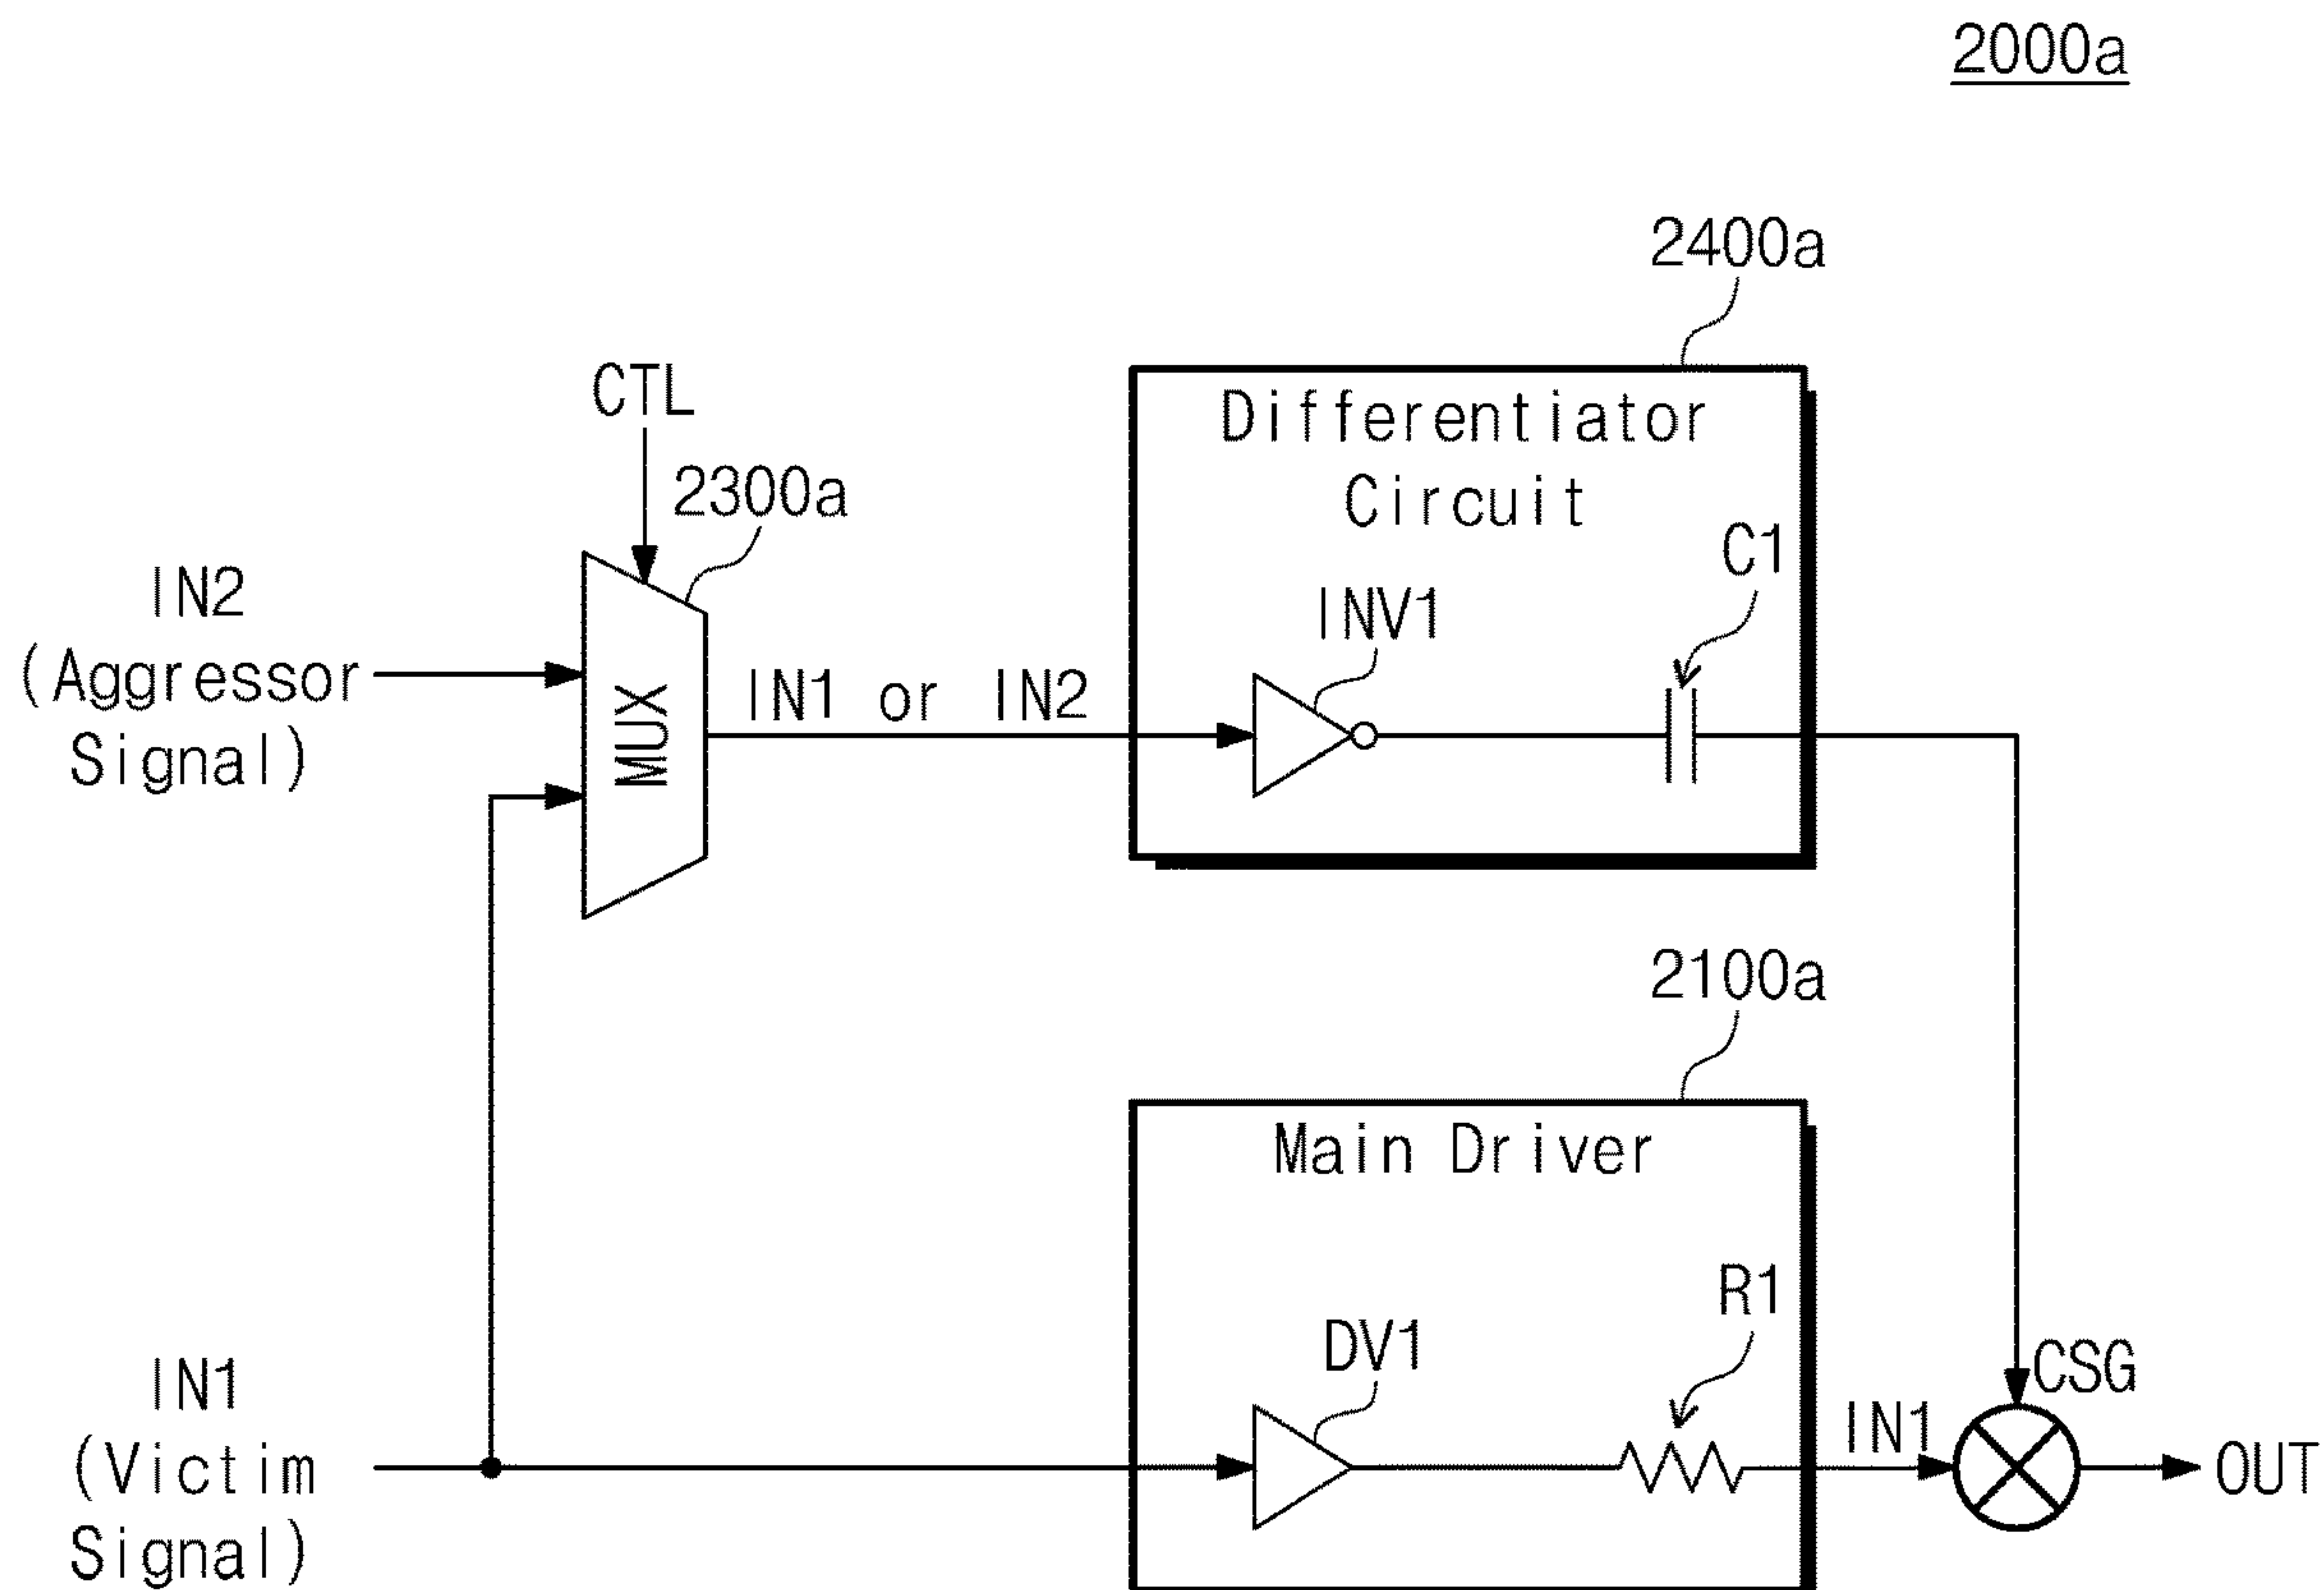 2000a
2400a
CTL
2300a
Differentiator
Circuit
C1
INV1
IN2
(Aggressor
Signal)
MUX
IN1 or IN2
2100a
Main Driver
R1
DV1
IN1
(Victim
Signal)
IN1
CSG
OUT